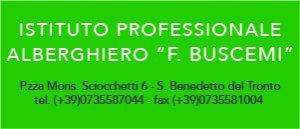 ISTITUTO PROFESSIONALE
ALBERGHIERO “F. BUSCEMI”
P.zza Mons. Sciocchetti 6 - S. Benedetto del Tronto
tel. (+39)0735587044 - fax (+39)0735581004